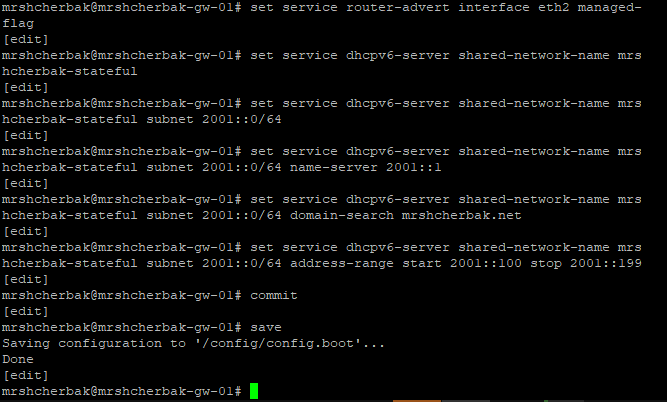 mrshcherbak@mrshcherbak-gw-01# set service router-advert interface eth2 managed-
flag
[edit]
mrshcherbak@mrshcherbak-gw-01# set service dhcpv6-server shared-network-name mrs
hcherbak-stateful
[edit]
mrshcherbak@mrshcherbak-gw-01# set service dhcpv6-server shared-network-name mrs
hcherbak-stateful subnet 2001::0/64
[edit]
mrshcherbak@mrshcherbak-gw-01# set service dhcpv6-server shared-network-name mrs
hcherbak-stateful subnet 2001::0/64 name-server 2001::1
[edit]
mrshcherbak@mrshcherbak-gw-01# set service dhcpv6-server shared-network-name mrs
hcherbak-stateful subnet 2001::0/64 domain-search mrshcherbak.net
[edit]
mrshcherbak@mrshcherbak-gw-01# set service dhcpv6-server shared-network-name mrs
hcherbak-stateful subnet 2001::0/64 address-range start 2001::100 stop 2001::199
[edit]
mrshcherbak@mrshcherbak-gw-01# commit
[edit]
mrshcherbak@mrshcherbak-gw-01# save
Saving configuration to '/config/config.boot'...
Done
[edit]
mrshcherbak@mrshcherbak-gw-01#